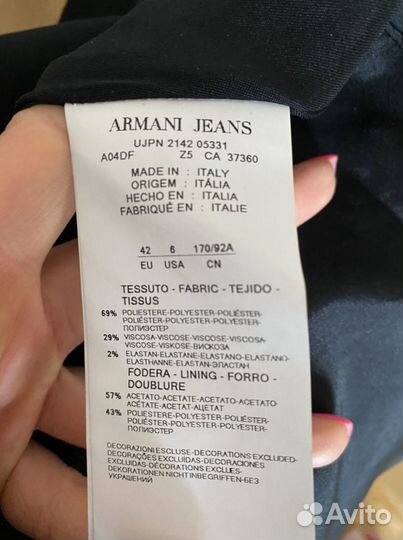 ARMANI JEANS
UJPN 2142 05331
A04DF Z5 CA 37360
MADE IN : ITALY
ORIGEM : ITÁLIA
HECHO EN : ITALIA
FABRIQUÉ EN : ITALIE
42 6 170/92A
EU USA CN
TESSUTO - FABRIC - TEJIDO -
TISSUS
69% POLIESTERE-POLYESTER-POLIÉSTER-
POLIÉSTER-POLYESTER-POLYESTER-
ПОЛИЭСТЕР
29% VISCOSA-VISCOSE-VISCOSA-VISCOSA-
VISCOSE-VISKOSE-ВИСКОЗА
2% ELASTAN-ELASTANE-ELASTANO-ELASTANO-
ELASTHANNE-ELASTAN-ЭЛАСТАН
FODERA - LINING - FORRO -
DOUBLURE
57% ACETATO-ACETATE-ACETATO-ACETATO-
ACÉTATE-ACETAT-АЦЕТАТ
43% POLIESTERE-POLYESTER-POLIÉSTER-
POLIÉSTER-POLYESTER-POLYESTER-
ПОЛИЭСТЕР
DECORAZIONI ESCLUSE-DECORATIONS EXCLUDED-
DECORAÇÕES EXCLUÍDAS-DECORACIONES
EXCLUIDAS-DÉCORATIONS EXCLUES-
DEKORATIONEN NICHT INBEGRIFFEN-БЕЗ
УКРАШЕНИЙ
Avito